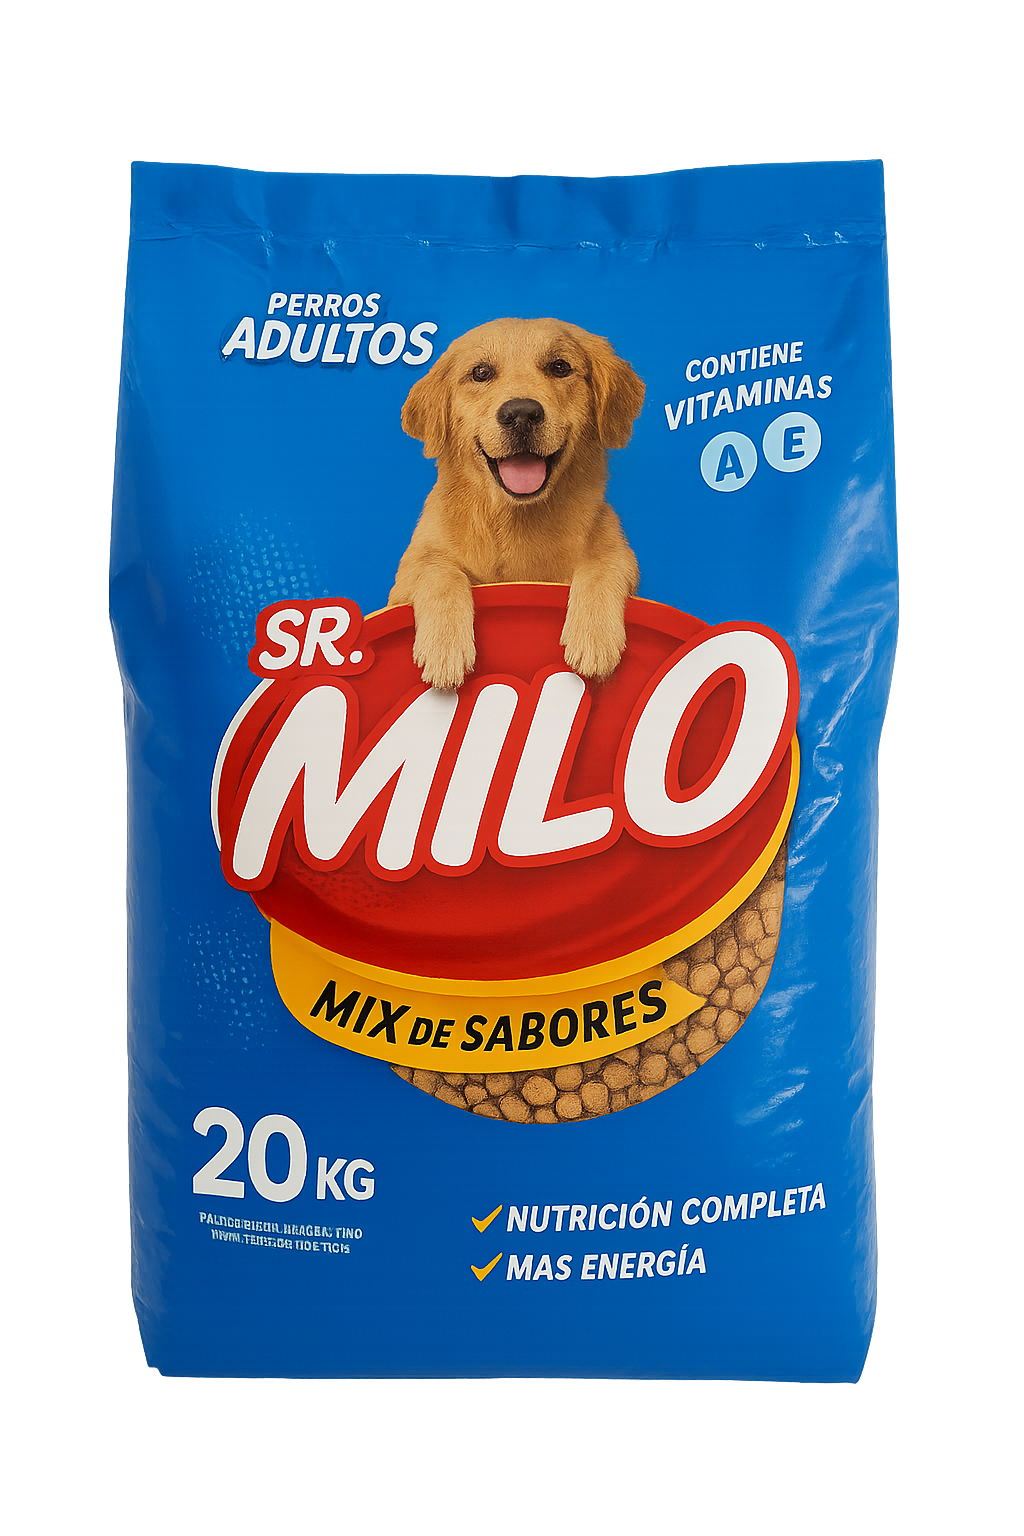 PERROS
ADULTOS
CONTIENE
VITAMINAS
A E
SR.
MILO
MIX DE SABORES
20 KG
NUTRICIÓN COMPLETA
MAS ENERGÍA